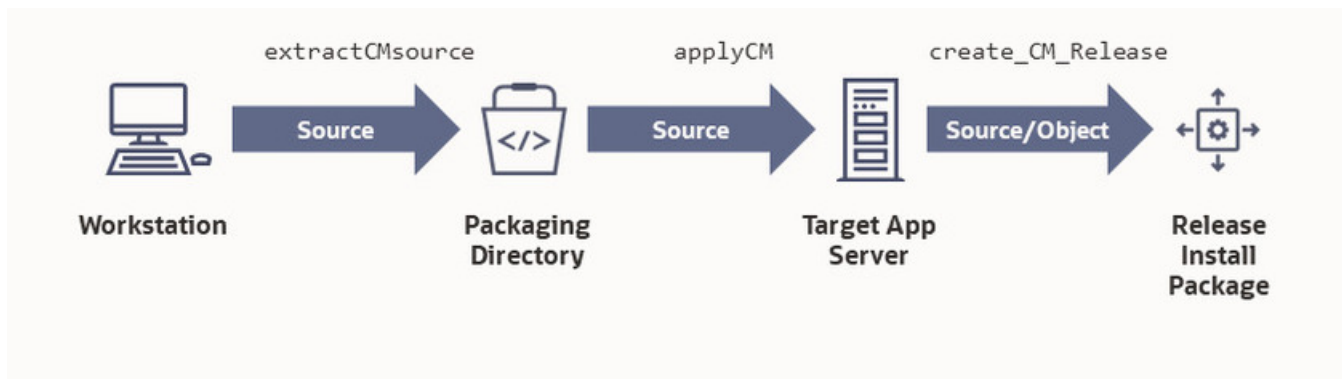 extractCMsource
applyCM
create_CM_Release
Source
</>
Source
Source/Object
Workstation
Packaging
Directory
Target App
Server
Release
Install
Package